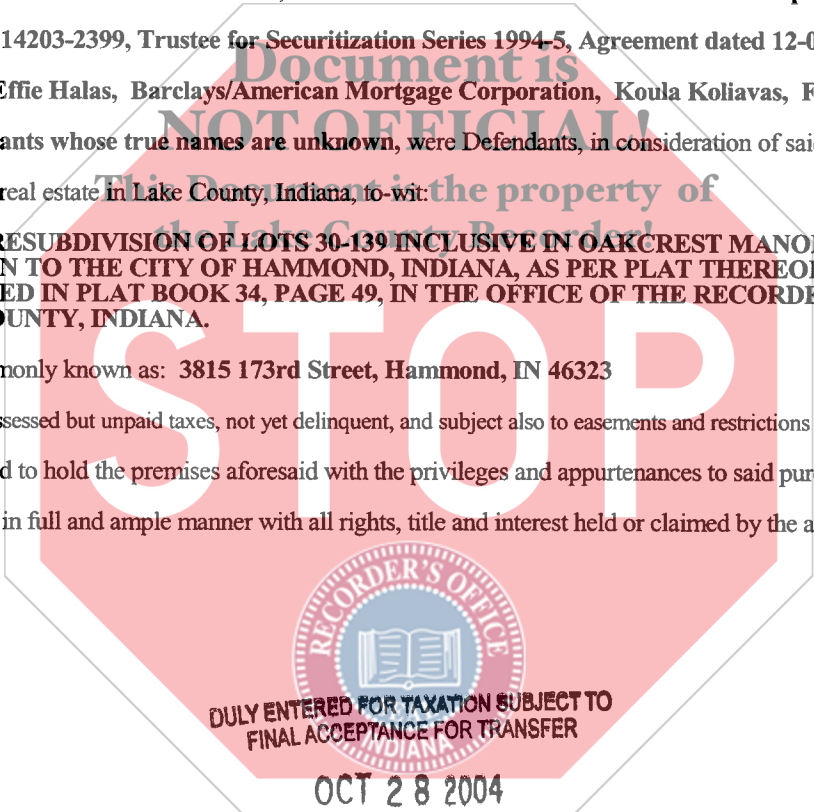 14203-2399, Trustee for Securitization Series 1994-5, Agreement dated 12-0
Document is
Effie Halas, Barclays/American Mortgage Corporation, Koula Koliavas, F
NOT OFFICIAL!
ants whose true names are unknown, were Defendants, in consideration of said
real estate in Lake County, Indiana, to-wit:
This Document is the property of
the Lake County Recorder!
RESUBDIVISION OF LOTS 30-139 INCLUSIVE IN OAKCREST MANOR
N TO THE CITY OF HAMMOND, INDIANA, AS PER PLAT THEREOF
ED IN PLAT BOOK 34, PAGE 49, IN THE OFFICE OF THE RECORDE
OUNTY, INDIANA.
STOP
monly known as: 3815 173rd Street, Hammond, IN 46323
ssessed but unpaid taxes, not yet delinquent, and subject also to easements and restrictions
d to hold the premises aforesaid with the privileges and appurtenances to said pur
in full and ample manner with all rights, title and interest held or claimed by the a
RECORDER'S OFFICE
DULY ENTERED FOR TAXATION SUBJECT TO
FINAL ACCEPTANCE FOR TRANSFER
INDIANA
OCT 28 2004